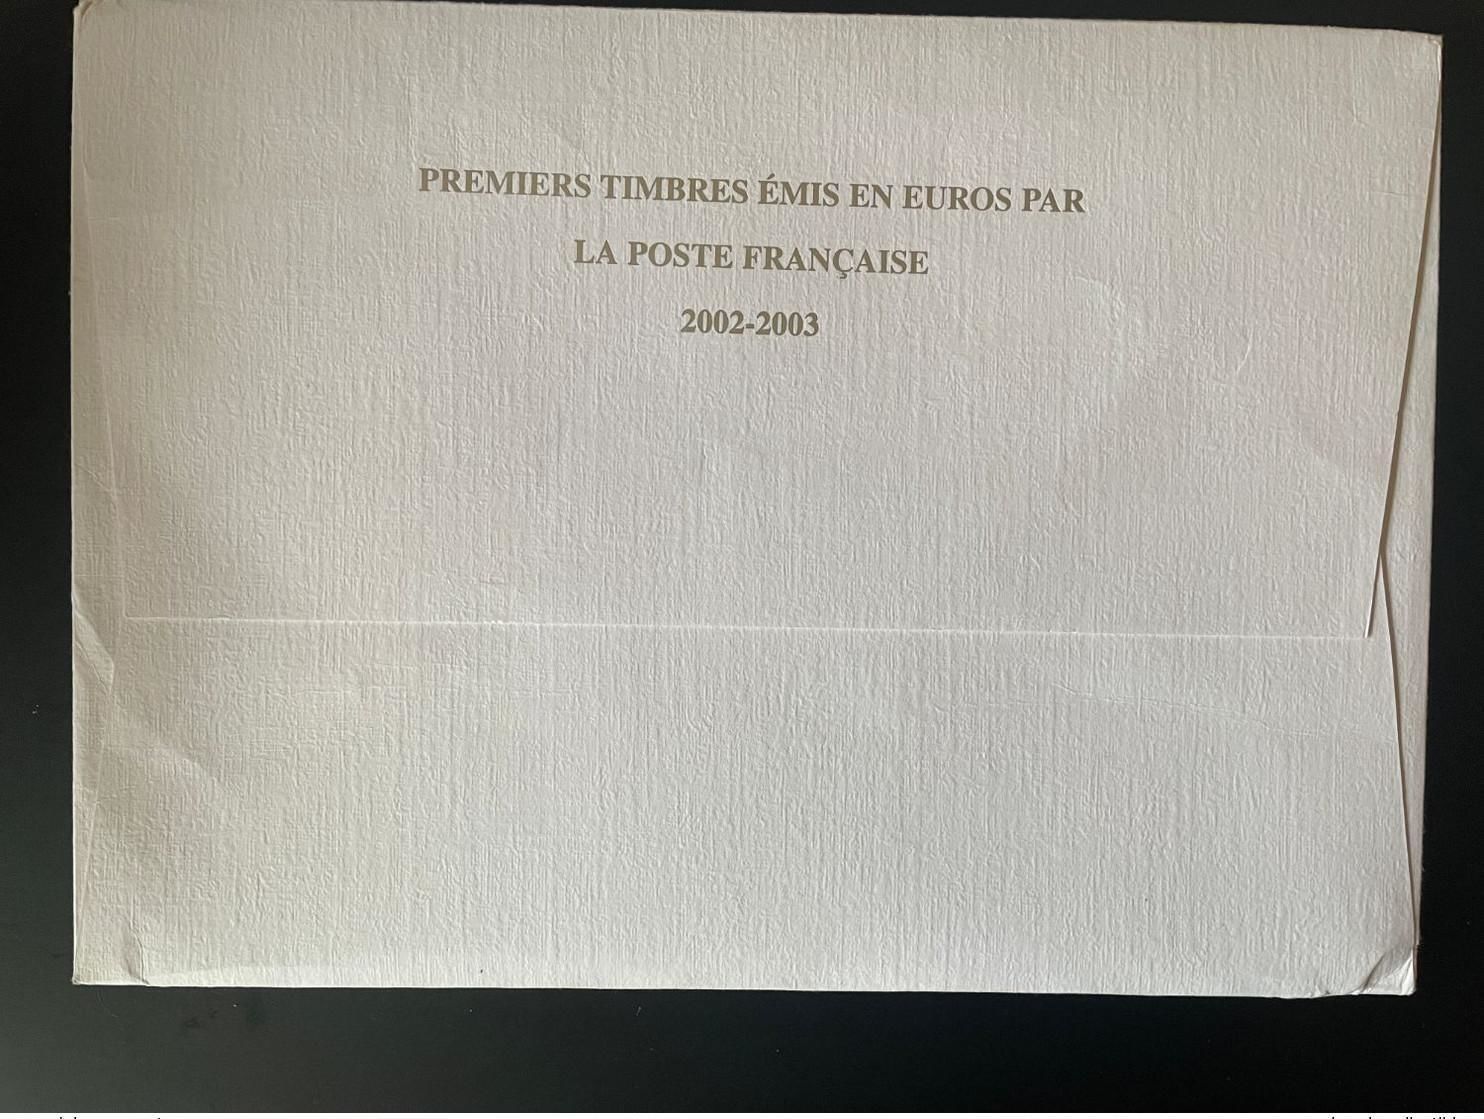 PREMIERS TIMBRES ÉMIS EN EUROS PAR
LA POSTE FRANÇAISE
2002-2003